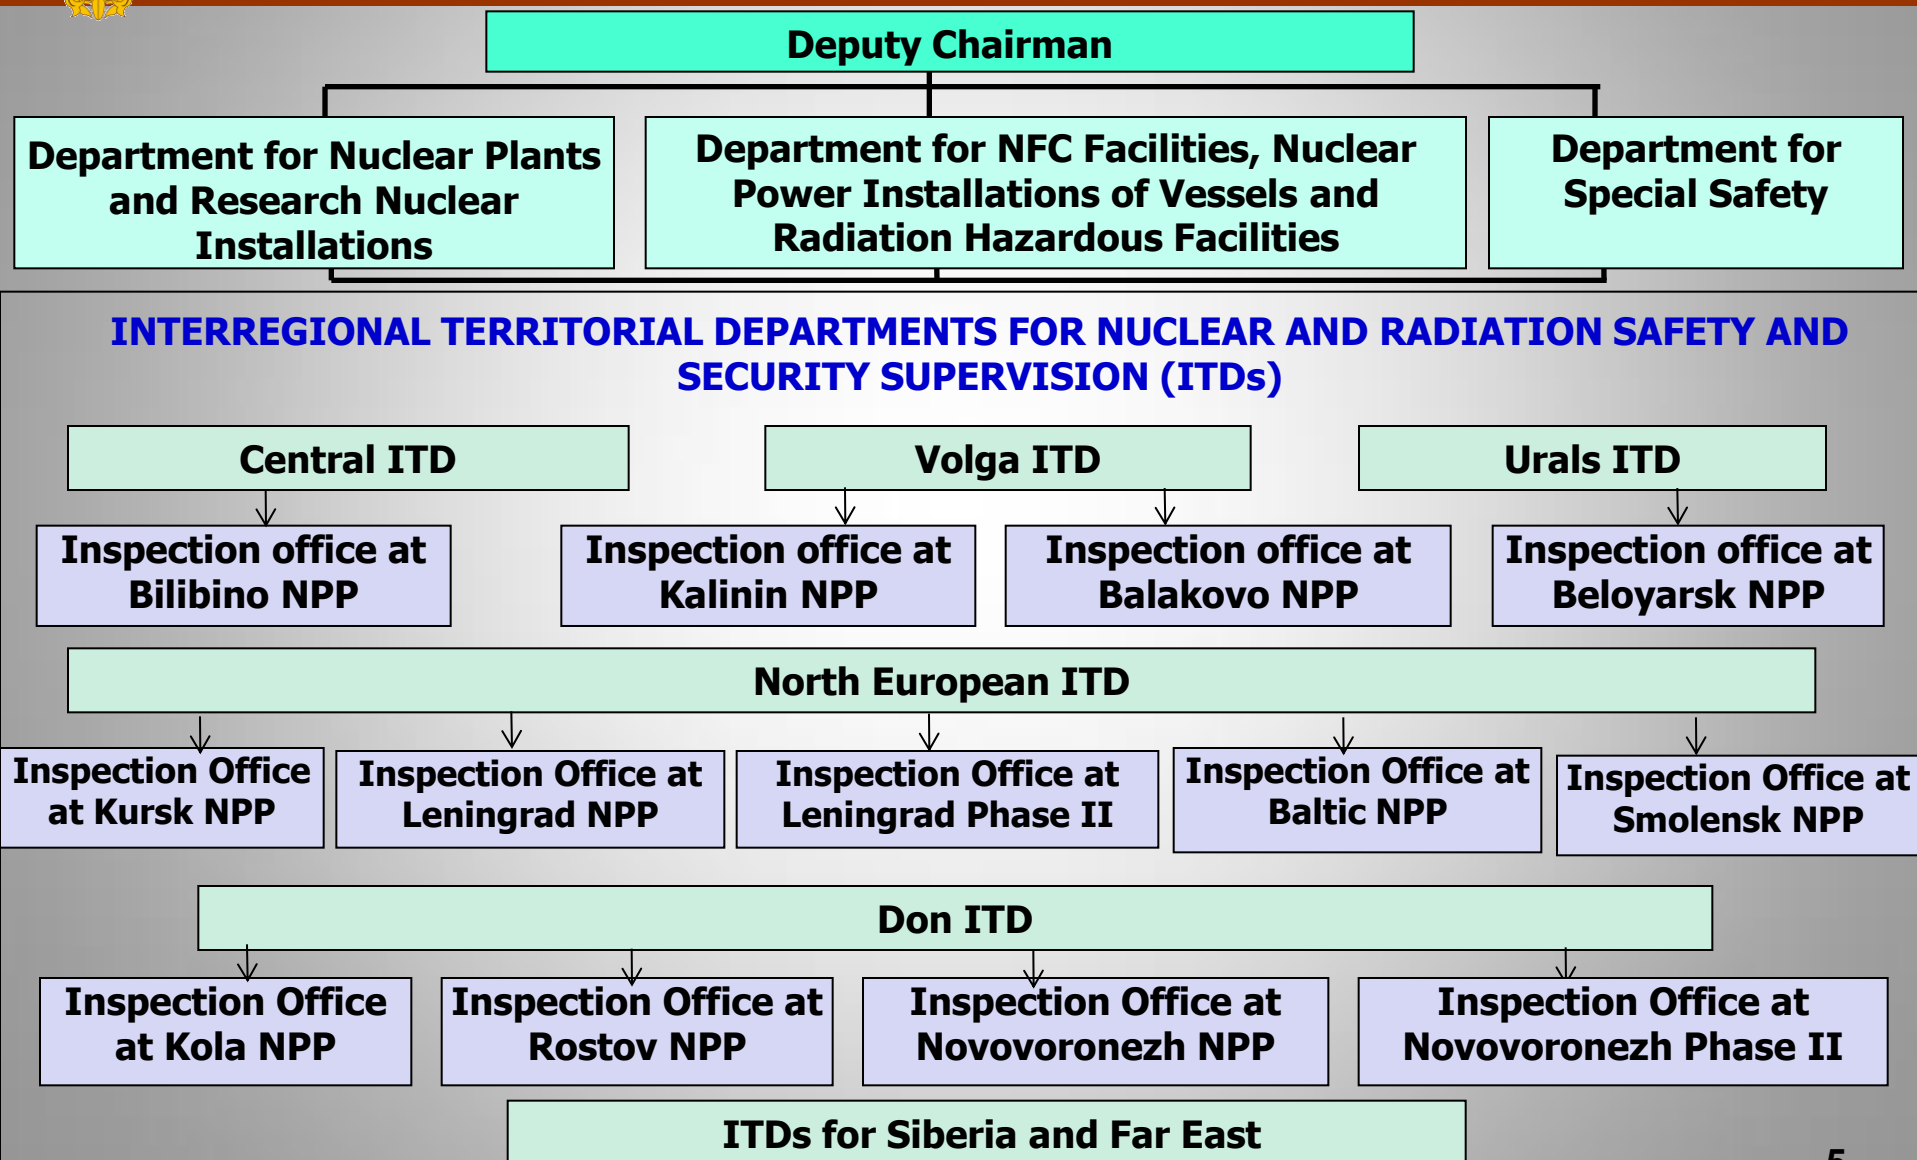 Deputy Chairman
Department for Nuclear Plants
and Research Nuclear
Installations
Department for NFC Facilities, Nuclear
Power Installations of Vessels and
Radiation Hazardous Facilities
Department for
Special Safety
INTERREGIONAL TERRITORIAL DEPARTMENTS FOR NUCLEAR AND RADIATION SAFETY AND
SECURITY SUPERVISION (ITDs)
Central ITD
Volga ITD
Urals ITD
Inspection office at
Bilibino NPP
Inspection office at
Kalinin NPP
Inspection office at
Balakovo NPP
Inspection office at
Beloyarsk NPP
North European ITD
Inspection Office
at Kursk NPP
Inspection Office at
Leningrad NPP
Inspection Office at
Leningrad Phase II
Inspection Office at
Baltic NPP
Inspection Office at
Smolensk NPP
Don ITD
Inspection Office
at Kola NPP
Inspection Office at
Rostov NPP
Inspection Office at
Novovoronezh NPP
Inspection Office at
Novovoronezh Phase II
ITDs for Siberia and Far East